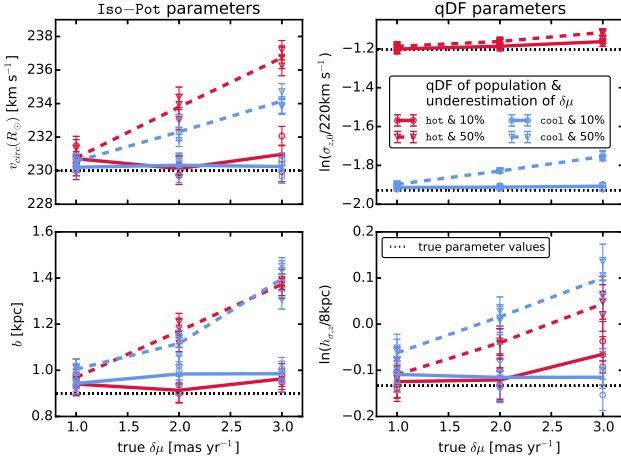 Iso−Pot parameters
qDF parameters
238
236
234
232
230
228
v_circ(R_⊙) [km s⁻¹]
−1.2
−1.5
−1.8
−2.0
ln(σ_z,0/220km s⁻¹)
qDF of population &
underestimation of δμ
hot & 10%
cool & 10%
hot & 50%
cool & 50%
1.6
1.4
1.2
1.0
0.8
b [kpc]
1.0 1.5 2.0 2.5 3.0
true δμ [mas yr⁻¹]
true parameter values
0.2
0.1
0.0
−0.1
−0.2
ln(h_σ,z/8kpc)
1.0 1.5 2.0 2.5 3.0
true δμ [mas yr⁻¹]